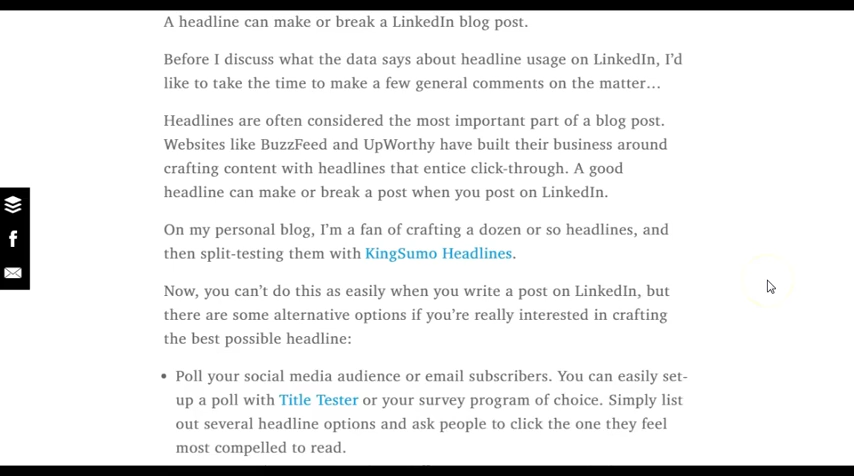 A headline can make or break a LinkedIn blog post.
Before I discuss what the data says about headline usage on LinkedIn, I’d
like to take the time to make a few general comments on the matter…
Headlines are often considered the most important part of a blog post.
Websites like BuzzFeed and UpWorthy have built their business around
crafting content with headlines that entice click-through. A good
headline can make or break a post when you post on LinkedIn.
On my personal blog, I’m a fan of crafting a dozen or so headlines, and
then split-testing them with KingSumo Headlines.
Now, you can’t do this as easily when you write a post on LinkedIn, but
there are some alternative options if you’re really interested in crafting
the best possible headline:
• Poll your social media audience or email subscribers. You can easily set-
up a poll with Title Tester or your survey program of choice. Simply list
out several headline options and ask people to click the one they feel
most compelled to read.